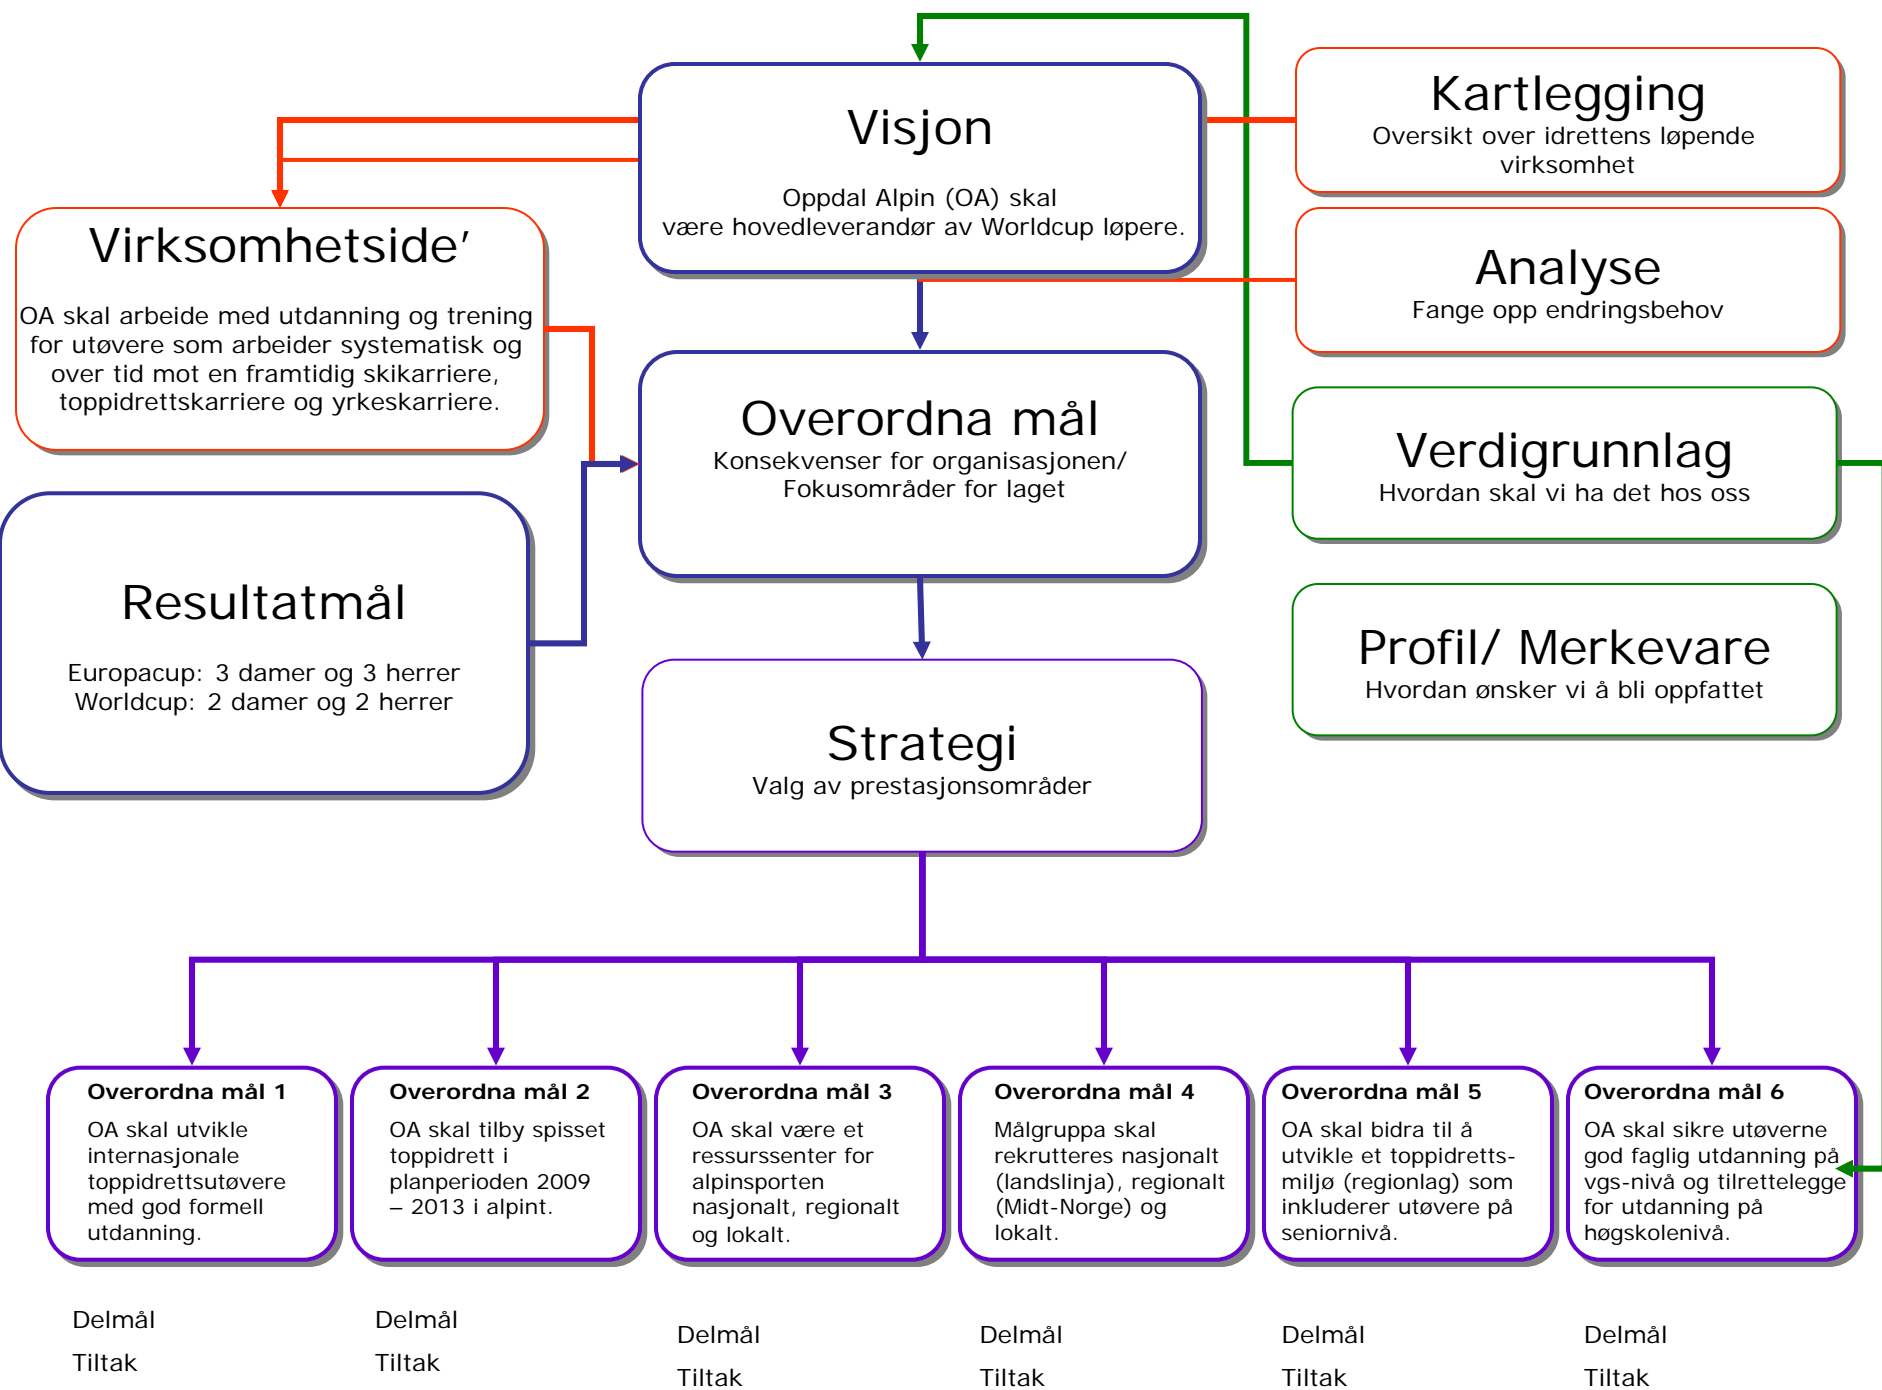 Visjon
Oppdal Alpin (OA) skal
være hovedleverandør av Worldcup løpere.
Kartlegging
Oversikt over idrettens løpende
virksomhet
Virksomhetside’
OA skal arbeide med utdanning og trening
for utøvere som arbeider systematisk og
over tid mot en framtidig skikarriere,
toppidrettskarriere og yrkeskarriere.
Analyse
Fange opp endringsbehov
Overordna mål
Konsekvenser for organisasjonen/
Fokusområder for laget
Verdigrunnlag
Hvordan skal vi ha det hos oss
Resultatmål
Europacup: 3 damer og 3 herrer
Worldcup: 2 damer og 2 herrer
Profil/ Merkevare
Hvordan ønsker vi å bli oppfattet
Strategi
Valg av prestasjonsområder
Overordna mål 1
OA skal utvikle
internasjonale
toppidrettsutøvere
med god formell
utdanning.
Overordna mål 2
OA skal tilby spisset
toppidrett i
planperioden 2009
– 2013 i alpint.
Overordna mål 3
OA skal være et
ressurssenter for
alpinsporten
nasjonalt, regionalt
og lokalt.
Overordna mål 4
Målgruppa skal
rekrutteres nasjonalt
(landslinja), regionalt
(Midt-Norge) og
lokalt.
Overordna mål 5
OA skal bidra til å
utvikle et toppidretts-
miljø (regionlag) som
inkluderer utøvere på
seniornivå.
Overordna mål 6
OA skal sikre utøverne
god faglig utdanning på
vgs-nivå og tilrettelegge
for utdanning på
høgskolenivå.
Delmål
Tiltak
Delmål
Tiltak
Delmål
Tiltak
Delmål
Tiltak
Delmål
Tiltak
Delmål
Tiltak